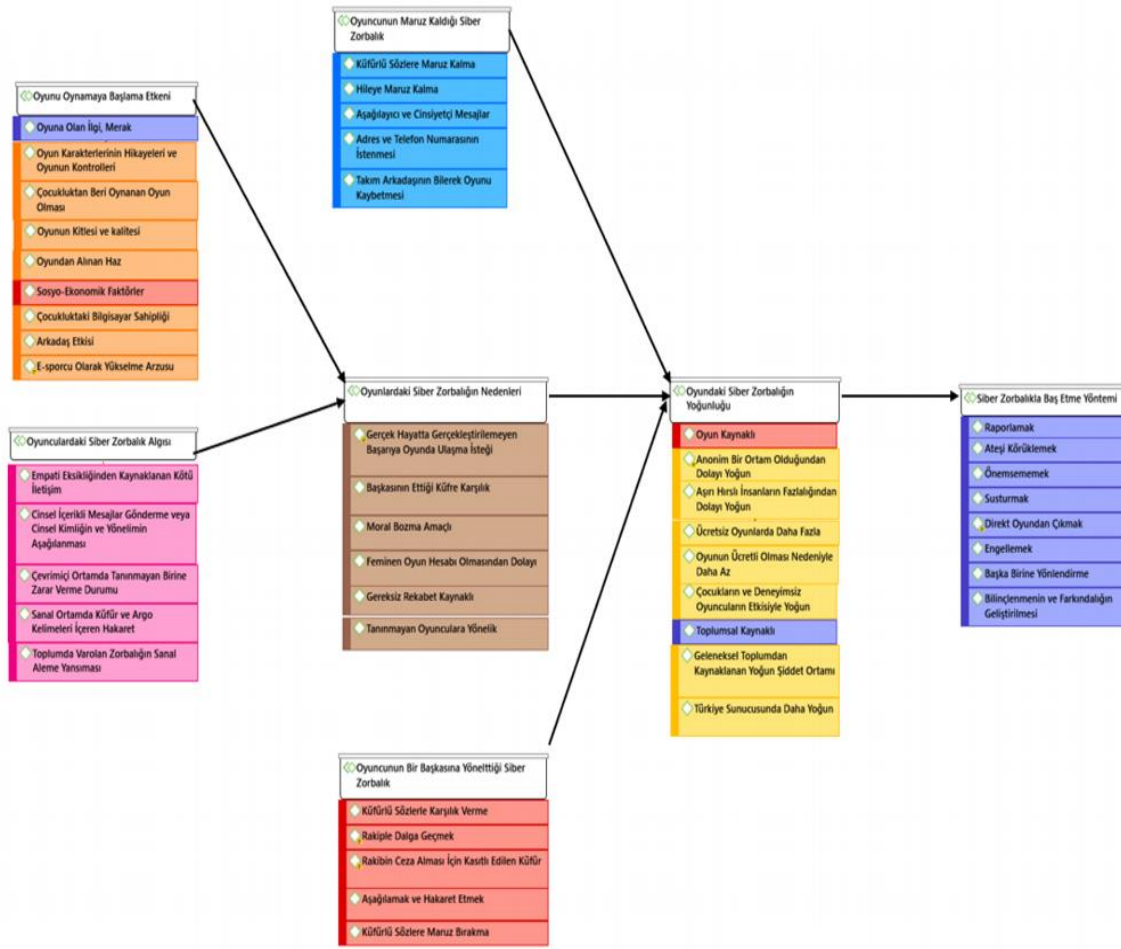 Oyunu Oynamaya Başlama Etkeni
Oyuna Olan İlgi, Merak
Oyun Karakterlerinin Hikayeleri ve
Oyunun Kontrolleri
Çocukluktan Beri Oynanan Oyun
Olması
Oyunun Kitlesi ve kalitesi
Oyundan Alınan Haz
Sosyo-Ekonomik Faktörler
Çocukluktaki Bilgisayar Sahipliği
Arkadaş Etkisi
E-sporcu Olarak Yükselme Arzusu
Oyunculardaki Siber Zorbalık Algısı
Empati Eksikliğinden Kaynaklanan Kötü
İletişim
Cinsel İçerikli Mesajlar Gönderme veya
Cinsel Kimliğin ve Yönelimin
Aşağılanması
Çevrimiçi Ortamda Tanınmayan Birine
Zarar Verme Durumu
Sanal Ortamda Küfür ve Argo
Kelimeleri İçeren Hakaret
Toplumda Varolan Zorbalığın Sanal
Aleme Yansıması
Oyuncunun Maruz Kaldığı Siber
Zorbalık
Küfürlü Sözlere Maruz Kalma
Hileye Maruz Kalma
Aşağılayıcı ve Cinsiyetçi Mesajlar
Adres ve Telefon Numarasının
İstenmesi
Takım Arkadaşının Bilerek Oyunu
Kaybetmesi
Oyunlardaki Siber Zorbalığın Nedenleri
Gerçek Hayatta Gerçekleştirilemeyen
Başarıya Oyunda Ulaşma İsteği
Başkasının Ettiği Küfre Karşılık
Moral Bozma Amaçlı
Feminen Oyun Hesabı Olmasından Dolayı
Gereksiz Rekabet Kaynaklı
Tanınmayan Oyunculara Yönelik
Oyuncunun Bir Başkasına Yönelttiği Siber
Zorbalık
Küfürlü Sözlerle Karşılık Verme
Rakiple Dalga Geçmek
Rakibin Ceza Alması İçin Kasıtlı Edilen Küfür
Aşağılamak ve Hakaret Etmek
Küfürlü Sözlere Maruz Bırakma
Oyundaki Siber Zorbalığın
Yoğunluğu
Oyun Kaynaklı
Anonim Bir Ortam Olduğundan
Dolayı Yoğun
Aşırı Hırslı İnsanların Fazlalığından
Dolayı Yoğun
Ücretsiz Oyunlarda Daha Fazla
Oyunun Ücretli Olması Nedeniyle
Daha Az
Çocukların ve Deneyimsiz
Oyuncuların Etkisiyle Yoğun
Toplumsal Kaynaklı
Geleneksel Toplumdan
Kaynaklanan Yoğun Şiddet Ortamı
Türkiye Sunucusunda Daha Yoğun
Siber Zorbalıkla Baş Etme Yöntemi
Raporlamak
Ateşi Körüklemek
Önemsememek
Susturmak
Direkt Oyundan Çıkmak
Engellemek
Başka Birine Yönlendirme
Bilinçlenmenin ve Farkındalığın
Geliştirilmesi